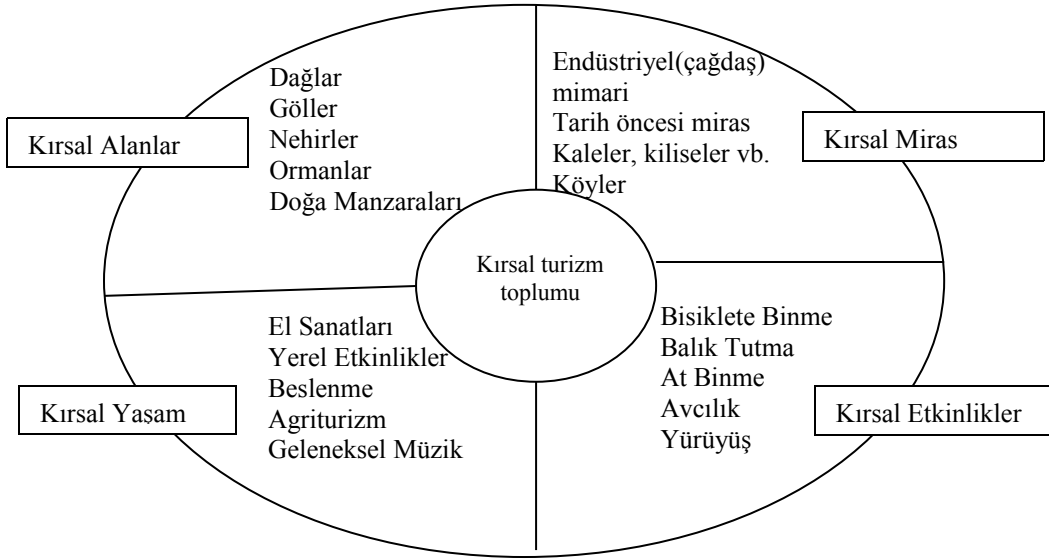 Kırsal Alanlar
Dağlar
Göller
Nehirler
Ormanlar
Doğa Manzaraları
Endüstriyel(çağdaş)
mimari
Tarih öncesi miras
Kaleler, kiliseler vb.
Köyler
Kırsal Miras
Kırsal turizm
toplumu
Kırsal Yaşam
El Sanatları
Yerel Etkinlikler
Beslenme
Agriturizm
Geleneksel Müzik
Bisiklete Binme
Balık Tutma
At Binme
Avcılık
Yürüyüş
Kırsal Etkinlikler